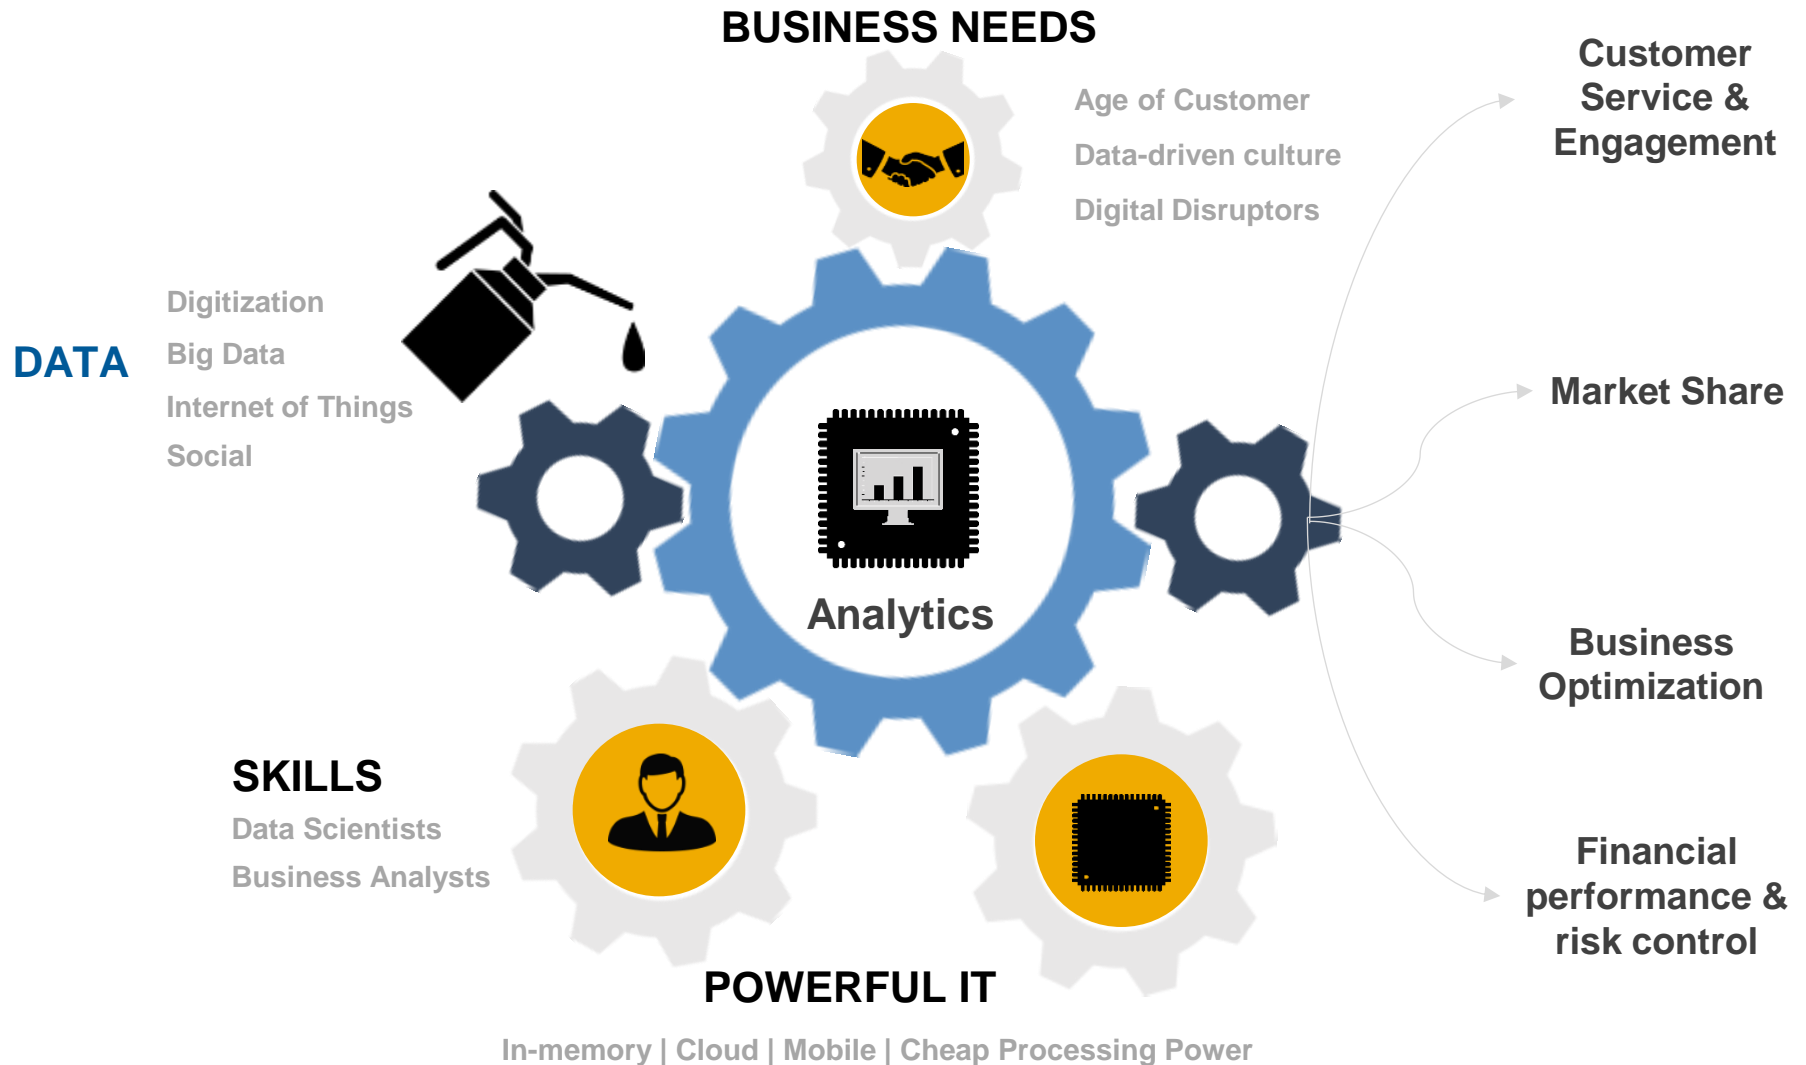 BUSINESS NEEDS
Age of Customer
Data-driven culture
Digital Disruptors
Customer
Service &
Engagement
DATA
Digitization
Big Data
Internet of Things
Social
Market Share
Analytics
Business
Optimization
SKILLS
Data Scientists
Business Analysts
Financial
performance &
risk control
POWERFUL IT
In-memory | Cloud | Mobile | Cheap Processing Power